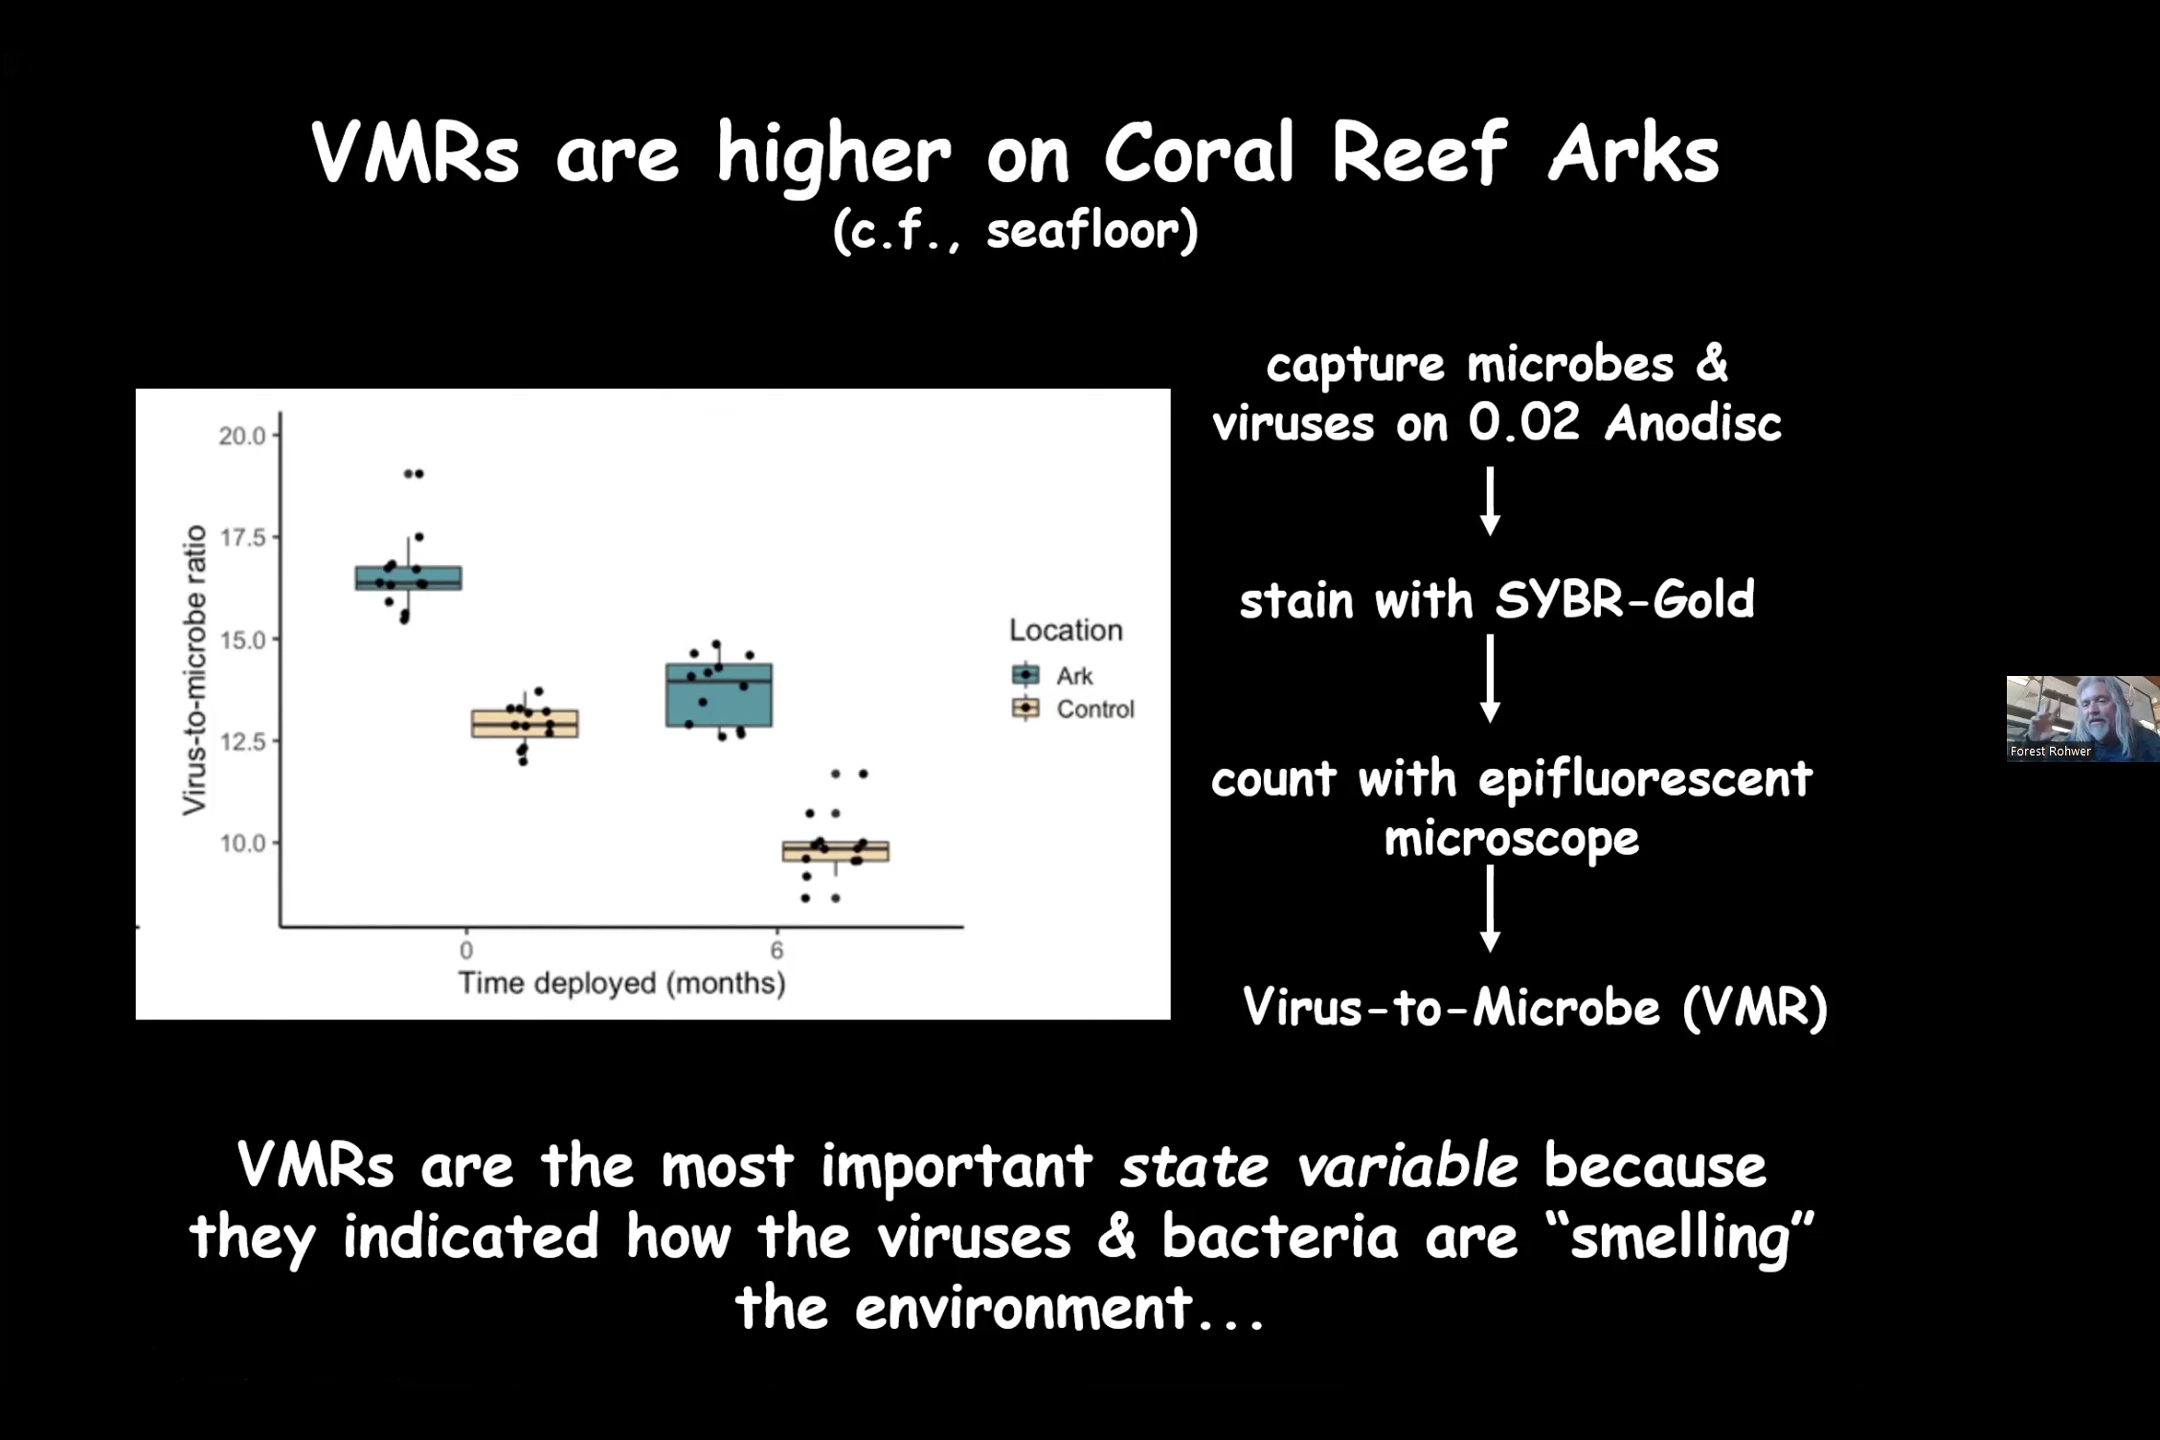 VMRs are higher on Coral Reef Arks
(c.f., seafloor)
20.0
17.5
15.0
12.5
10.0
Virus-to-microbe ratio
0
6
Time deployed (months)
Location
Ark
Control
capture microbes &
viruses on 0.02 Anodisc
stain with SYBR-Gold
count with epifluorescent
microscope
Virus-to-Microbe (VMR)
Forest Rohwer
VMRs are the most important state variable because
they indicated how the viruses & bacteria are “smelling”
the environment...